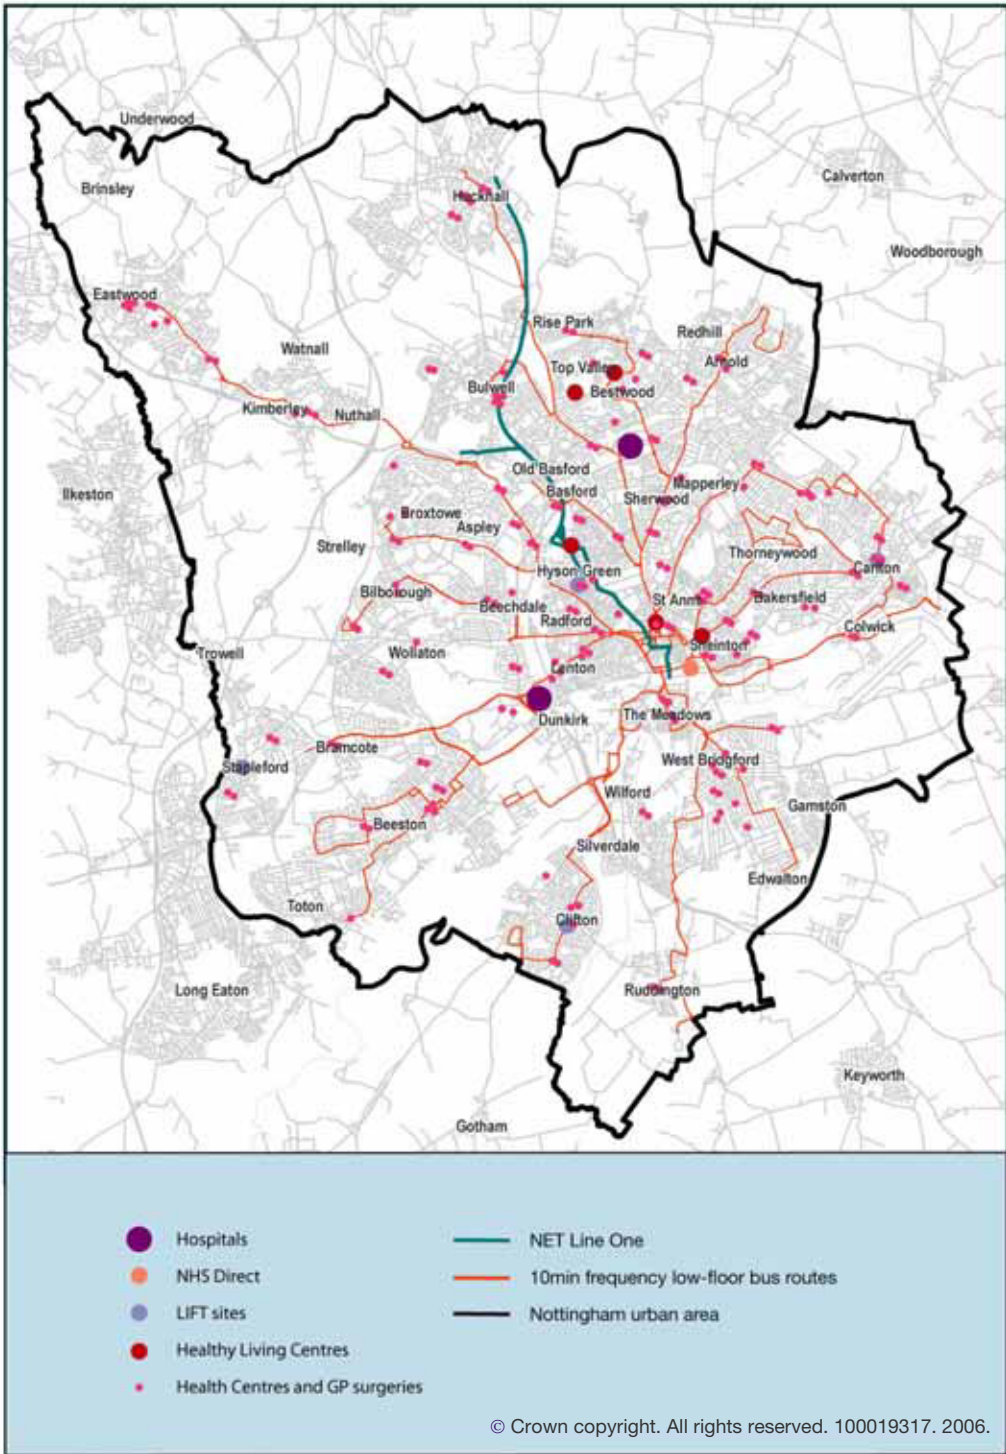 Underwood
Brinsley
Calverton
Hucknall
Woodborough
Eastwood
Rise Park
Redhill
Watnall
Arnold
Top Valley
Bulwell
Bestwood
Kimberley
Nuthall
Old Basford
Mapperley
Ilkeston
Basford
Sherwood
Broxtowe
Aspley
Strelley
Thorneywood
Carlton
Hyson Green
Bilborough
St Anns
Bakersfield
Beechdale
Radford
Colwick
Sneinton
Wollaton
Trowell
Lenton
The Meadows
Dunkirk
Bramcote
West Bridgford
Stapleford
Wilford
Gamston
Beeston
Silverdale
Edwalton
Toton
Clifton
Long Eaton
Ruddington
Keyworth
Gotham
Hospitals
NHS Direct
LIFT sites
Healthy Living Centres
Health Centres and GP surgeries
NET Line One
10min frequency low-floor bus routes
Nottingham urban area
© Crown copyright. All rights reserved. 100019317. 2006.